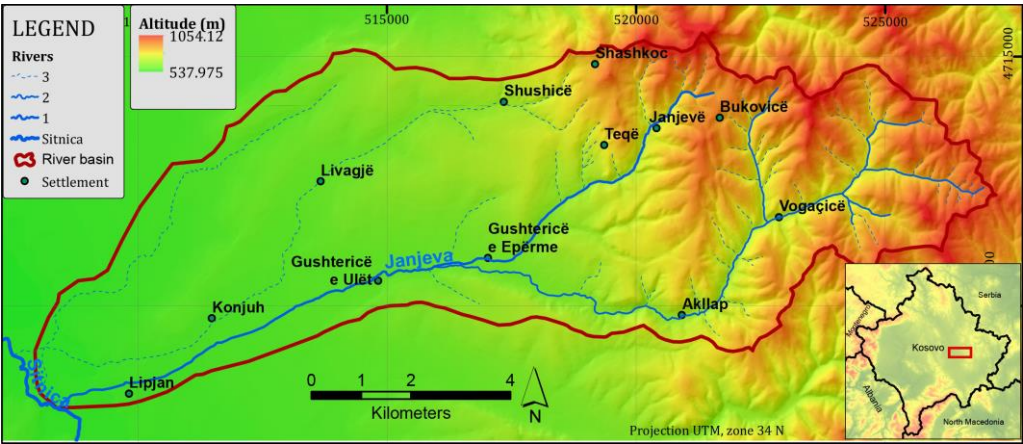 LEGEND
Rivers
3
2
1
Sitnica
River basin
Settlement
Altitude (m)
1054.12
537.975
515000
520000
525000
4715000
Shashkoc
Shushicë
Bukovicë
Janjevë
Teqë
Livagjë
Vogaçicë
Gushtericë
e Epërme
Janjeva
Gushtericë
e Ulët
Akllap
Konjuh
Lipjan
Sitnica
0 1 2 4
Kilometers
N
Projection UTM, zone 34 N
Serbia
Montenegro
Kosovo
Albania
North Macedonia